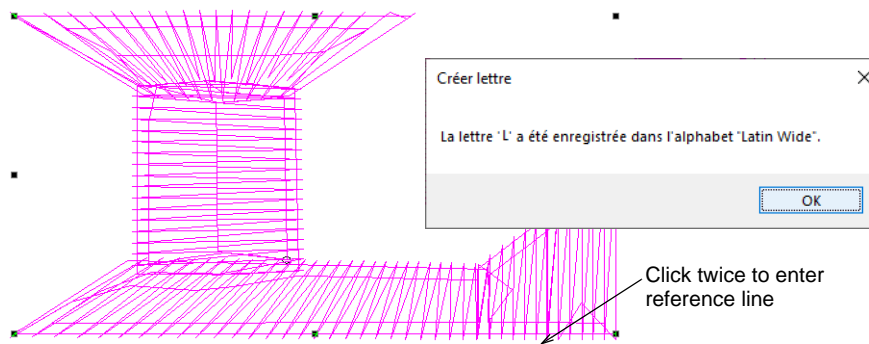 Créer lettre
La lettre 'L' a été enregistrée dans l'alphabet "Latin Wide".
OK
Click twice to enter
reference line